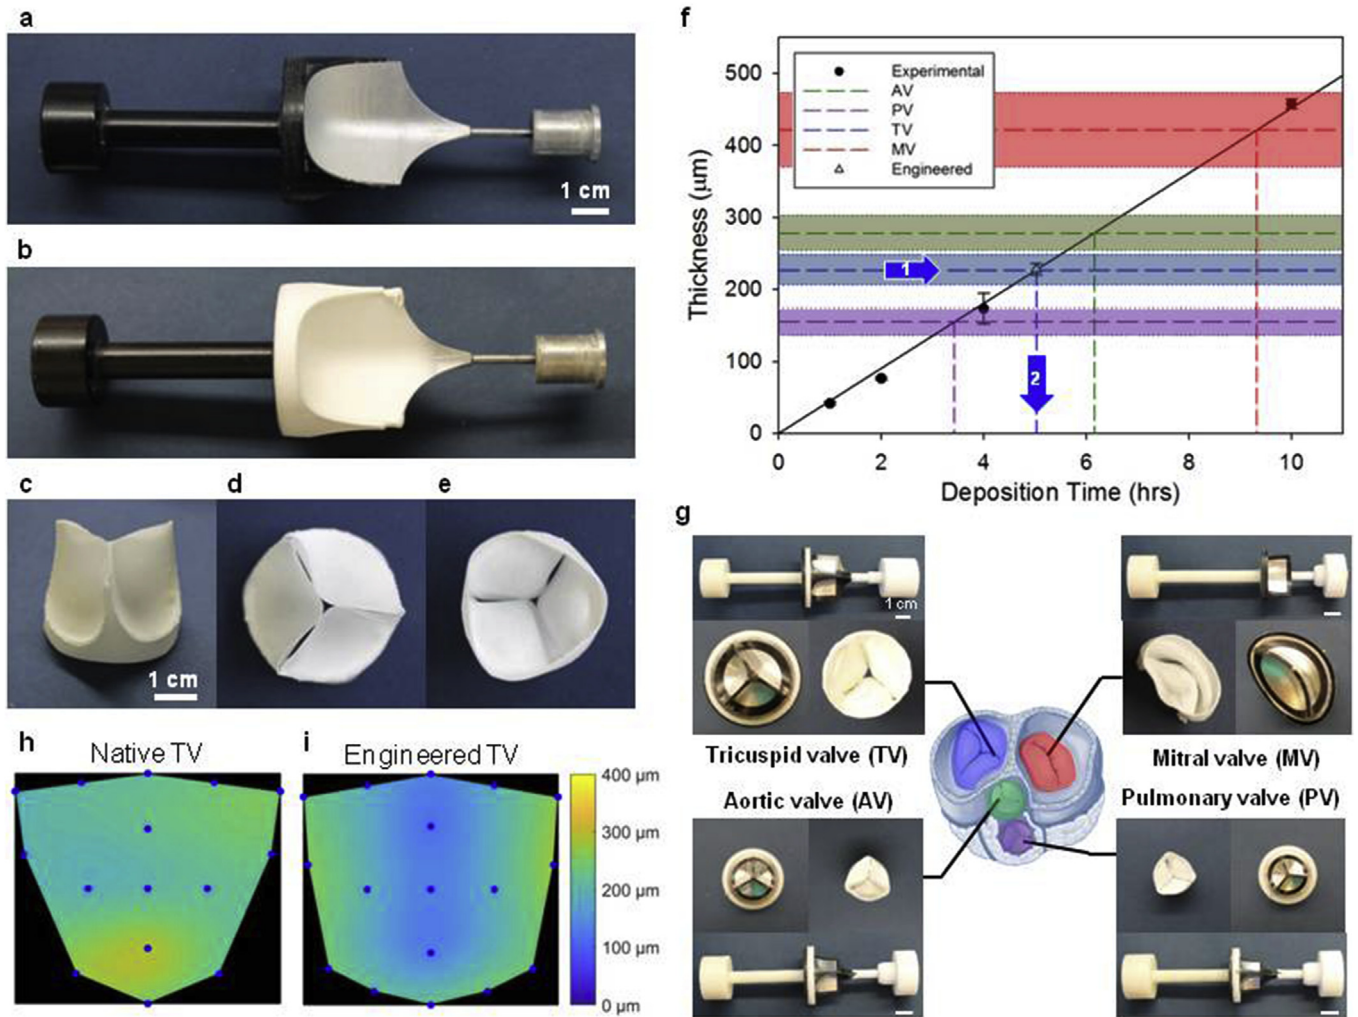 a
1 cm
b
c
d
e
1 cm
f
Thickness (μm)
500
400
300
200
100
0
Experimental
AV
PV
TV
MV
Engineered
1
2
0 2 4 6 8 10
Deposition Time (hrs)
g
1 cm
Tricuspid valve (TV)
Mitral valve (MV)
Aortic valve (AV)
Pulmonary valve (PV)
h
Native TV
i
Engineered TV
400 μm
300 μm
200 μm
100 μm
0 μm